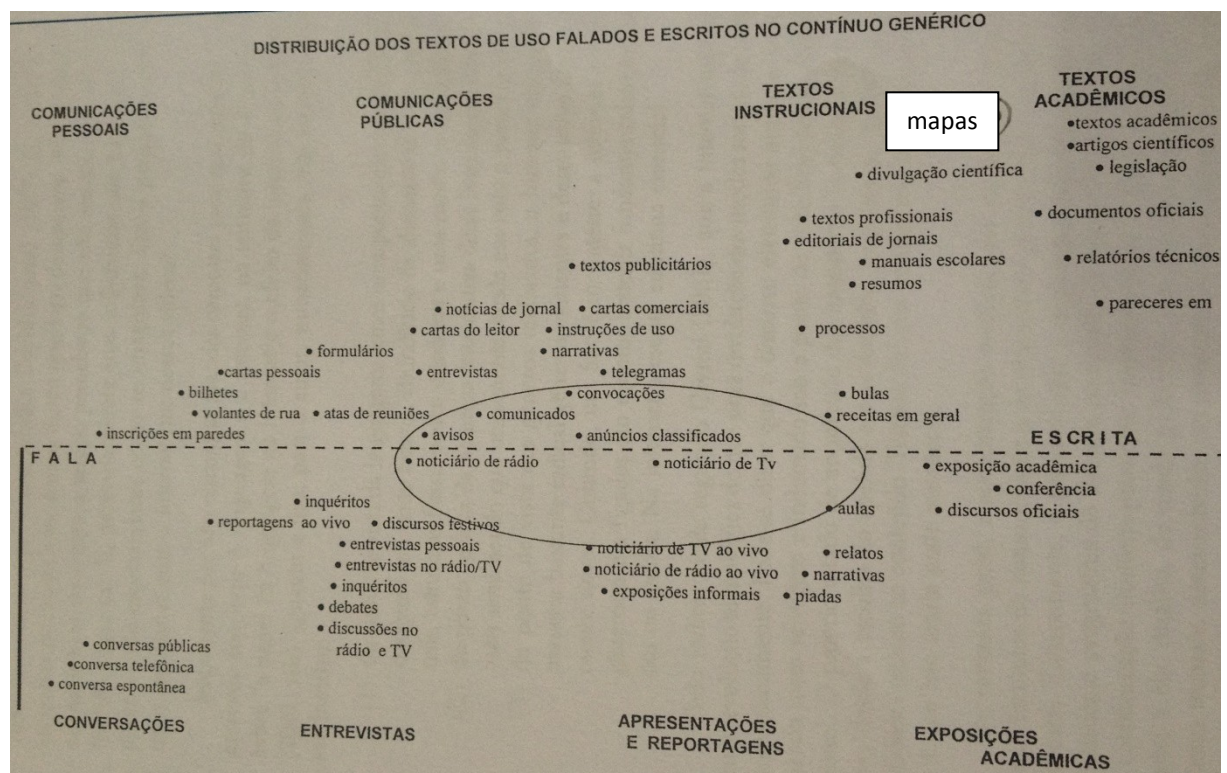 DISTRIBUIÇÃO DOS TEXTOS DE USO FALADOS E ESCRITOS NO CONTÍNUO GENÉRICO
COMUNICAÇÕES
PESSOAIS
COMUNICAÇÕES
PÚBLICAS
TEXTOS
INSTRUCIONAIS
mapas
TEXTOS
ACADÊMICOS
•textos acadêmicos
•artigos científicos
• legislação
• divulgação científica
• textos profissionais
• documentos oficiais
• editoriais de jornais
• manuais escolares
• relatórios técnicos
• textos publicitários
• resumos
• notícias de jornal
• cartas comerciais
• pareceres em
• cartas do leitor
• instruções de uso
• processos
• formulários
• narrativas
•cartas pessoais
• entrevistas
• telegramas
• bilhetes
• convocações
• bulas
• volantes de rua
• atas de reuniões
• comunicados
• receitas em geral
• inscrições em paredes
• avisos
• anúncios classificados
E S CR I TA
F A L A
• noticiário de rádio
• noticiário de Tv
• exposição acadêmica
• conferência
• inquéritos
• aulas
• discursos oficiais
• reportagens ao vivo
• discursos festivos
• entrevistas pessoais
• noticiário de TV ao vivo
• relatos
• entrevistas no rádio/TV
• noticiário de rádio ao vivo
• narrativas
• inquéritos
• exposições informais
• piadas
• debates
• discussões no
rádio e TV
• conversas públicas
•conversa telefônica
• conversa espontânea
CONVERSAÇÕES
ENTREVISTAS
APRESENTAÇÕES
E REPORTAGENS
EXPOSIÇÕES
ACADÊMICAS